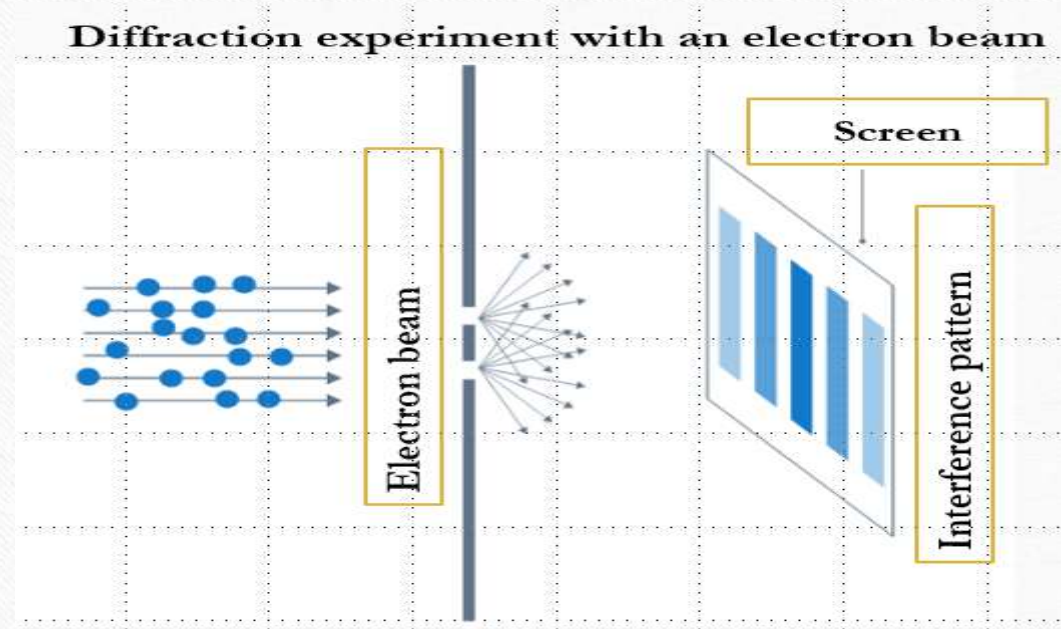 Diffraction experiment with an electron beam
Screen
Electron beam
Interference pattern